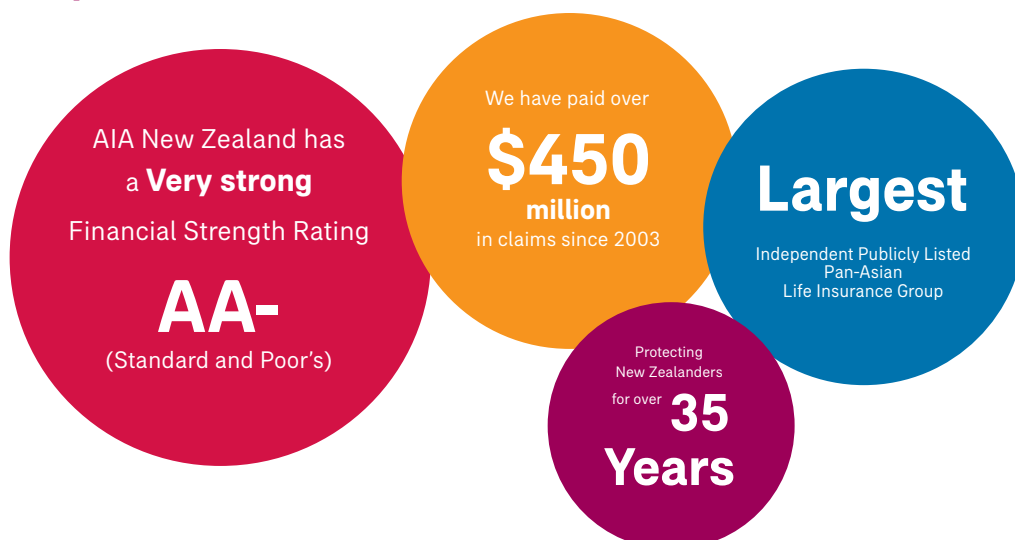 AIA New Zealand has
a Very strong
Financial Strength Rating
AA-
(Standard and Poor's)
We have paid over
$450
million
in claims since 2003
Largest
Independent Publicly Listed
Pan-Asian
Life Insurance Group
Protecting
New Zealanders
for over 35
Years